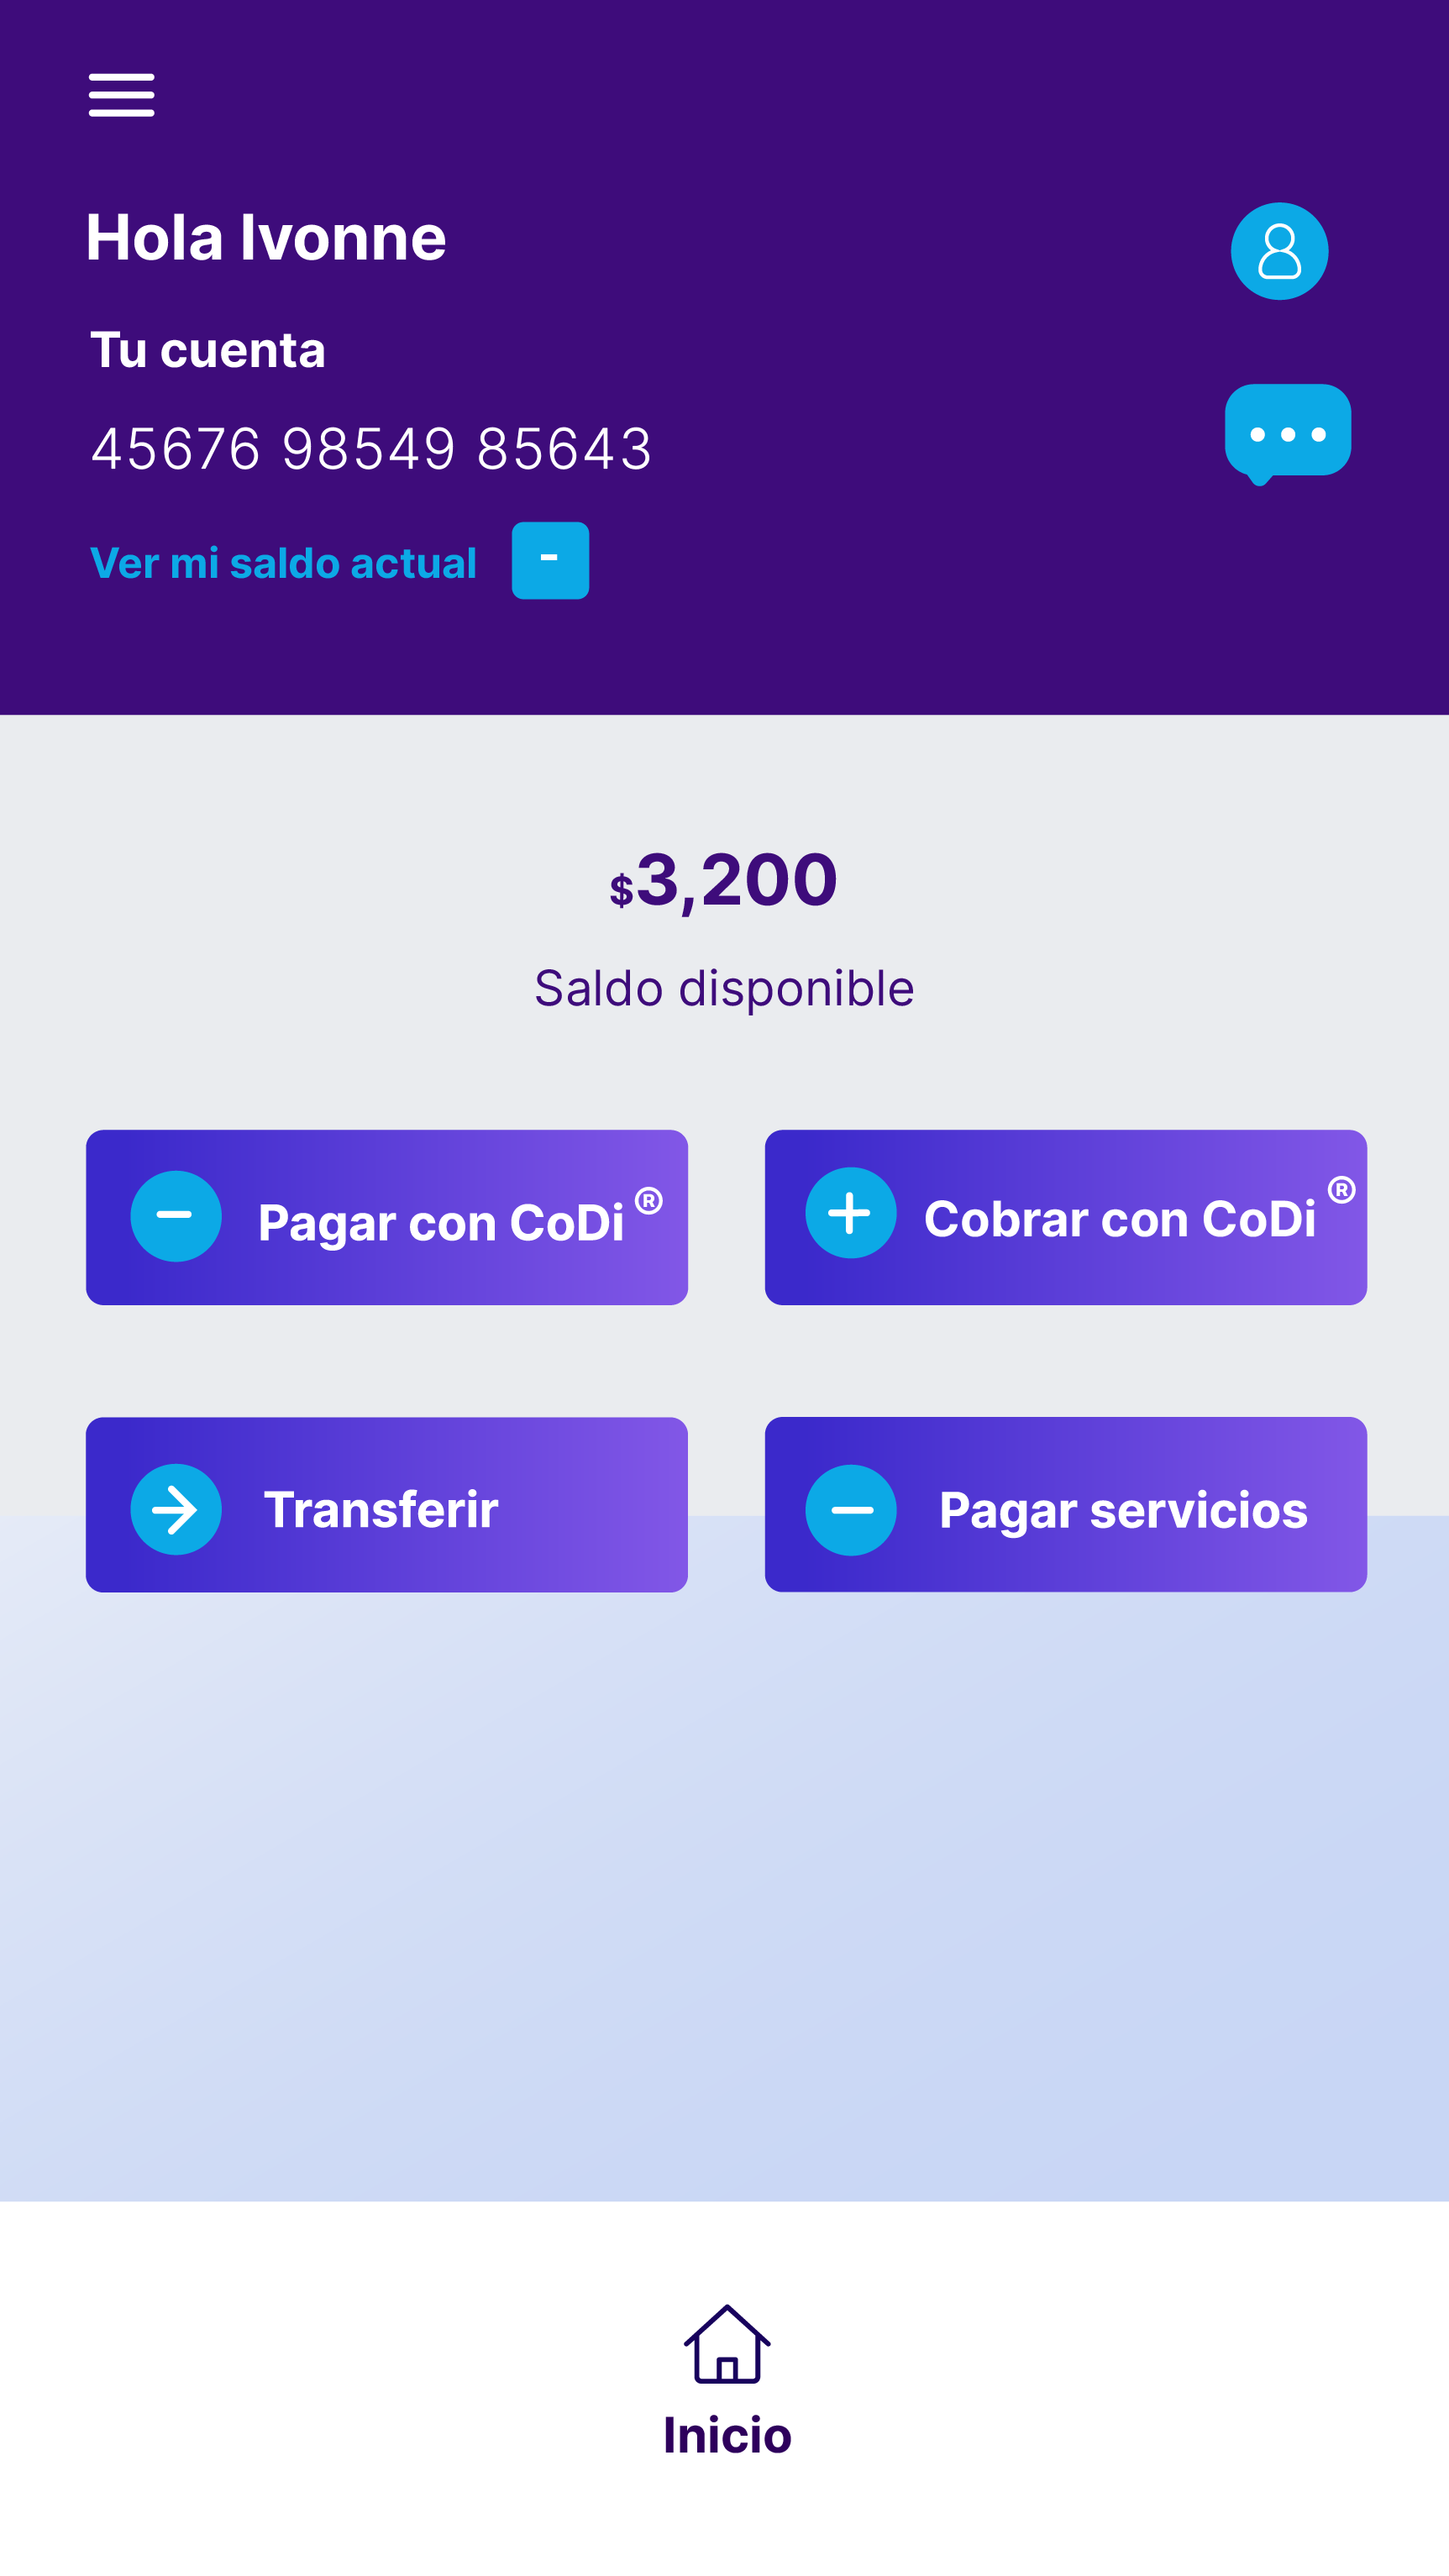 Hola Ivonne
Tu cuenta
45676 98549 85643
Ver mi saldo actual -
$3,200
Saldo disponible
Pagar con CoDi ®
Cobrar con CoDi ®
Transferir
Pagar servicios
Inicio